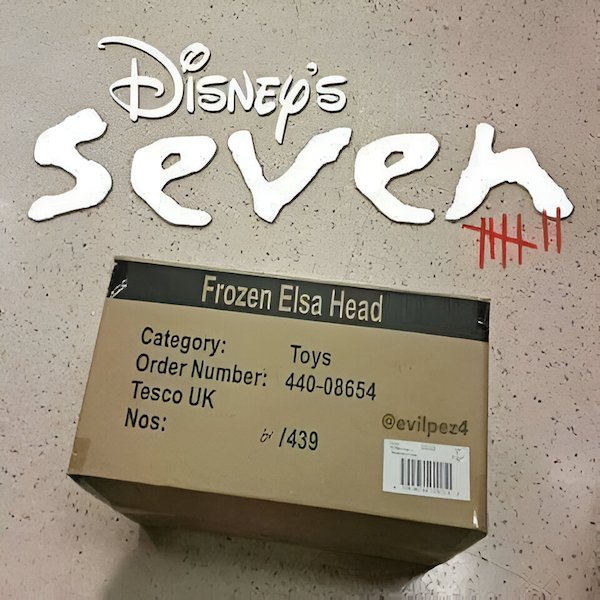 Disney's
seven
Frozen Elsa Head
Category: Toys
Order Number: 440-08654
Tesco UK
Nos: /439
@evilpez4